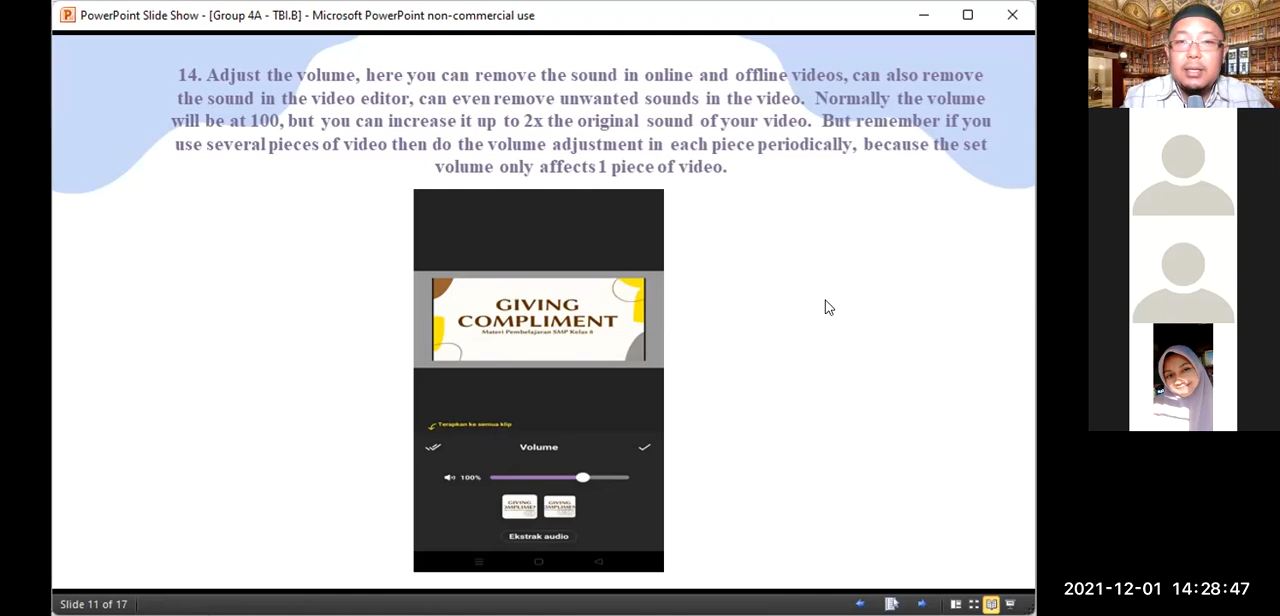 PowerPoint Slide Show - [Group 4A - TBI.B] - Microsoft PowerPoint non-commercial use
14. Adjust the volume, here you can remove the sound in online and offline videos, can also remove
the sound in the video editor, can even remove unwanted sounds in the video. Normally the volume
will be at 100, but you can increase it up to 2x the original sound of your video. But remember if you
use several pieces of video then do the volume adjustment in each piece periodically, because the set
volume only affects 1 piece of video.
GIVING
COMPLIMENT
Materi Pembelajaran SMP Kelas 8
Terapkan ke semua klip
Volume
100%
GIVING
GIVING
Ekstrak audio
Slide 11 of 17
2021-12-01 14:28:47